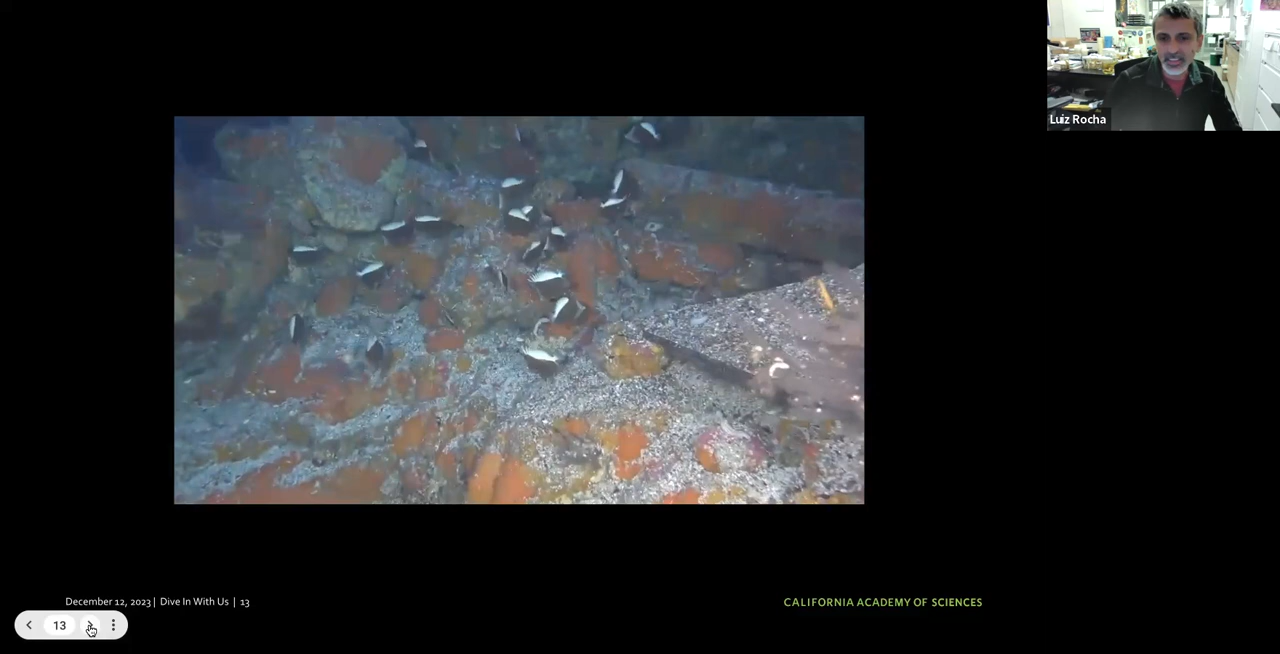 Luiz Rocha
December 12, 2023 | Dive In With Us | 13
CALIFORNIA ACADEMY OF SCIENCES
13